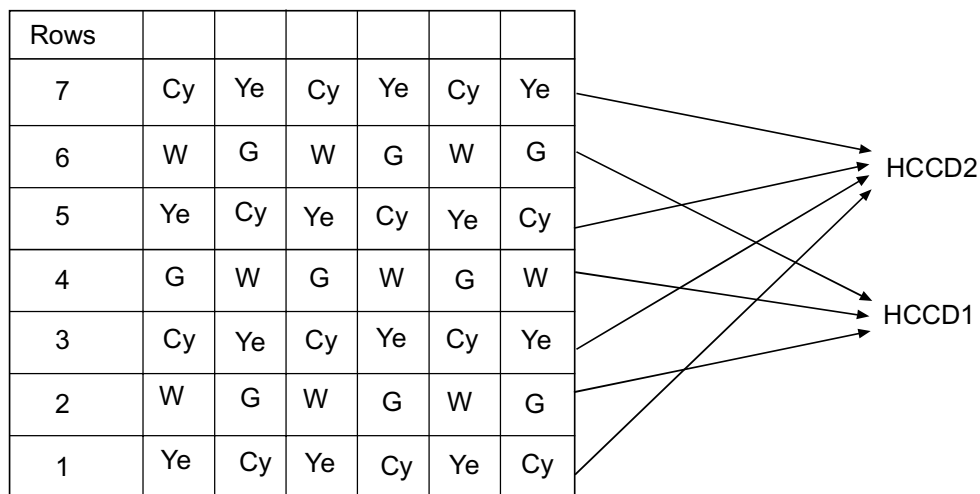 Rows
7 Cy Ye Cy Ye Cy Ye
6 W G W G W G
5 Ye Cy Ye Cy Ye Cy
4 G W G W G W
3 Cy Ye Cy Ye Cy Ye
2 W G W G W G
1 Ye Cy Ye Cy Ye Cy
HCCD2
HCCD1